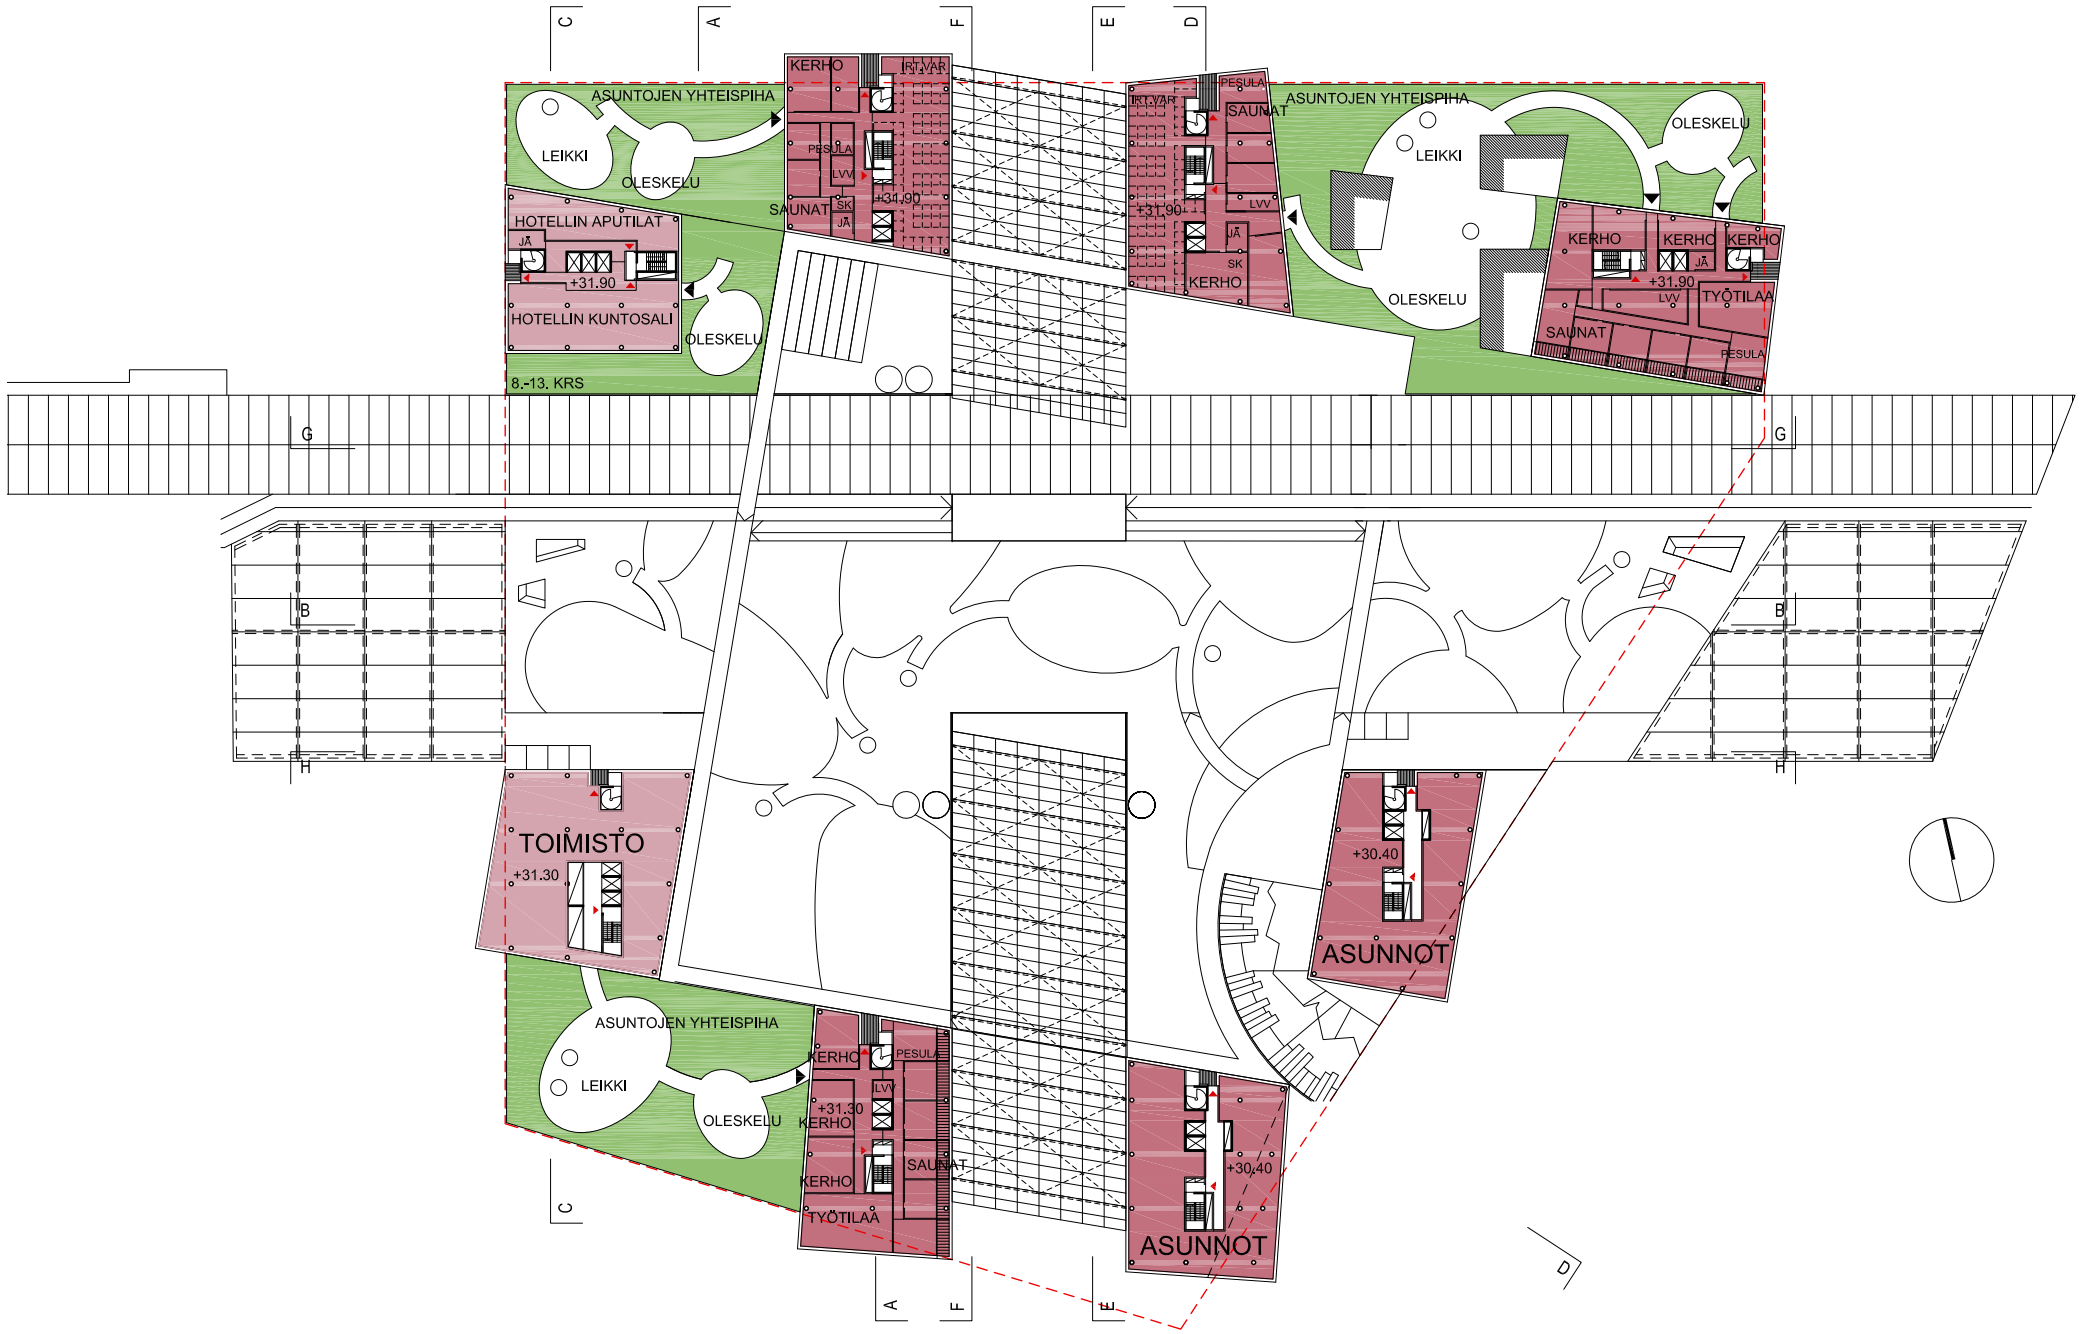 C
A
F
E
D
KERHO
IRT.VAR
ASUNTOJEN YHTEISPIHA
LEIKKI
OLESKELU
PESULA
LVV
SK
JÄ
SAUNAT
+31.90
IRT.VAR
PESULA
SAUNAT
+31.90
LVV
JÄ
SK
KERHO
ASUNTOJEN YHTEISPIHA
OLESKELU
LEIKKI
OLESKELU
KERHO
KERHO
KERHO
JÄ
+31.90
LVV
TYÖTILAA
SAUNAT
PESULA
HOTELLIN APUTILAT
JÄ
+31.90
HOTELLIN KUNTOSALI
OLESKELU
8.-13. KRS
G
G
B
B
H
H
TOIMISTO
+31.30
+30.40
ASUNNOT
ASUNTOJEN YHTEISPIHA
LEIKKI
OLESKELU
KERHO
PESULA
LVV
+31.30
KERHO
SAUNAT
KERHO
TYÖTILAA
+30.40
ASUNNOT
C
A
F
E
D